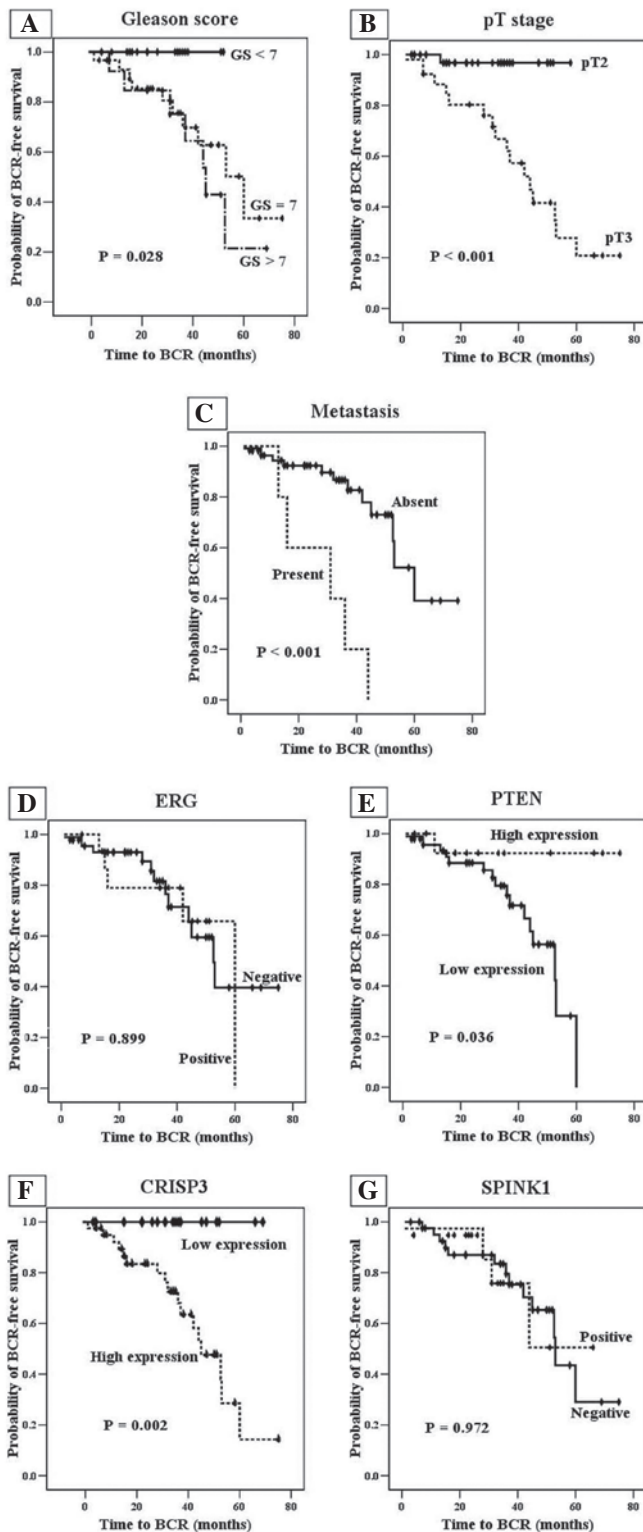 A
Gleason score
Probability of BCR-free survival
1.0
0.8
0.6
0.4
0.2
0.0
GS < 7
GS = 7
GS > 7
P = 0.028
0 20 40 60 80
Time to BCR (months)
B
pT stage
Probability of BCR-free survival
1.0
0.8
0.6
0.4
0.2
0.0
pT2
pT3
P < 0.001
0 20 40 60 80
Time to BCR (months)
C
Metastasis
Probability of BCR-free survival
1.0
0.8
0.6
0.4
0.2
0.0
Absent
Present
P < 0.001
0 20 40 60 80
Time to BCR (months)
D
ERG
Probability of BCR-free survival
1.0
0.8
0.6
0.4
0.2
0.0
Negative
P = 0.899
Positive
0 20 40 60 80
Time to BCR (months)
E
PTEN
Probability of BCR-free survival
1.0
0.8
0.6
0.4
0.2
0.0
High expression
Low expression
P = 0.036
0 20 40 60 80
Time to BCR (months)
F
CRISP3
Probability of BCR-free survival
1.0
0.8
0.6
0.4
0.2
0.0
Low expression
High expression
P = 0.002
0 20 40 60 80
Time to BCR (months)
G
SPINK1
Probability of BCR-free survival
1.0
0.8
0.6
0.4
0.2
0.0
Positive
Negative
P = 0.972
0 20 40 60 80
Time to BCR (months)